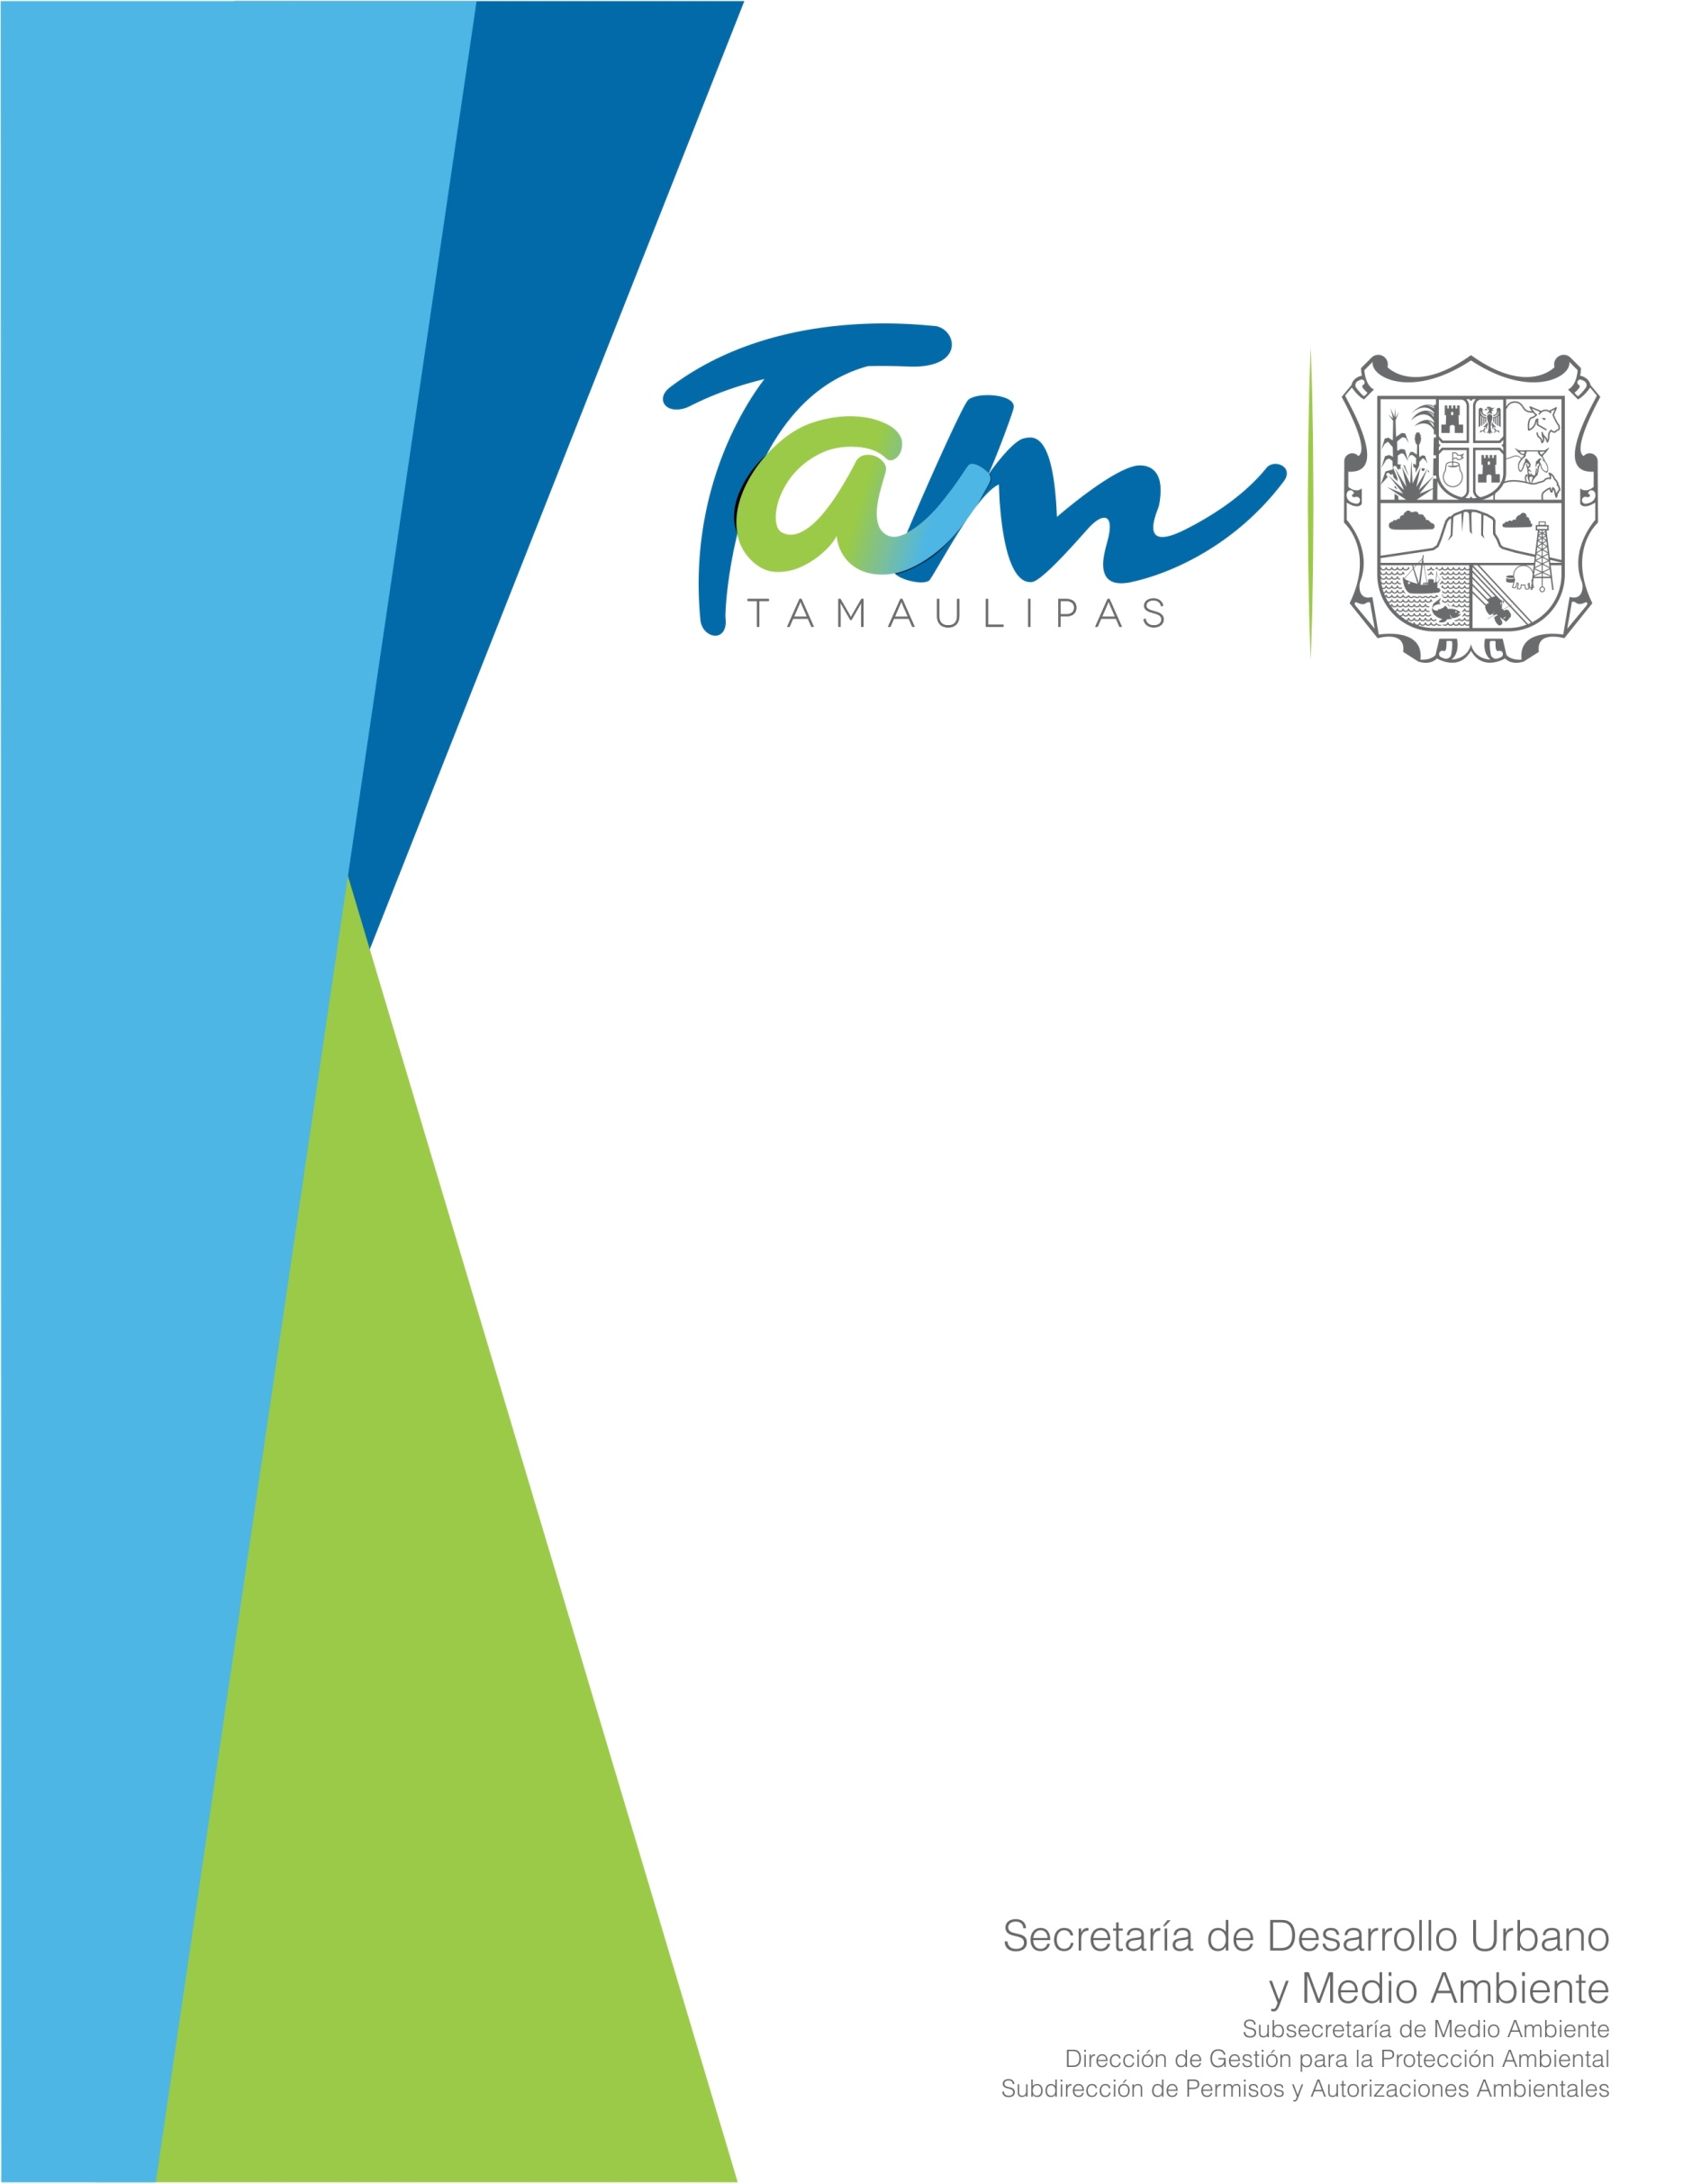 Tam
TAMAULIPAS
Secretaría de Desarrollo Urbano
y Medio Ambiente
Subsecretaría de Medio Ambiente
Dirección de Gestión para la Protección Ambiental
Subdirección de Permisos y Autorizaciones Ambientales